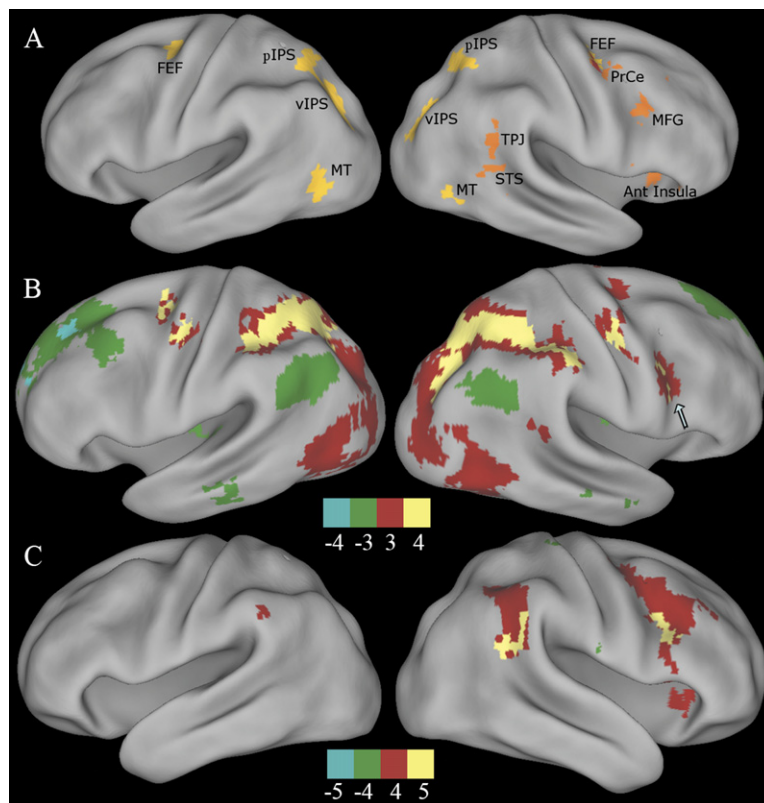 A
FEF
pIPS
vIPS
MT
pIPS
vIPS
MT
TPJ
STS
FEF
PrCe
MFG
Ant Insula
B
-4 -3 3 4
C
-5 -4 4 5